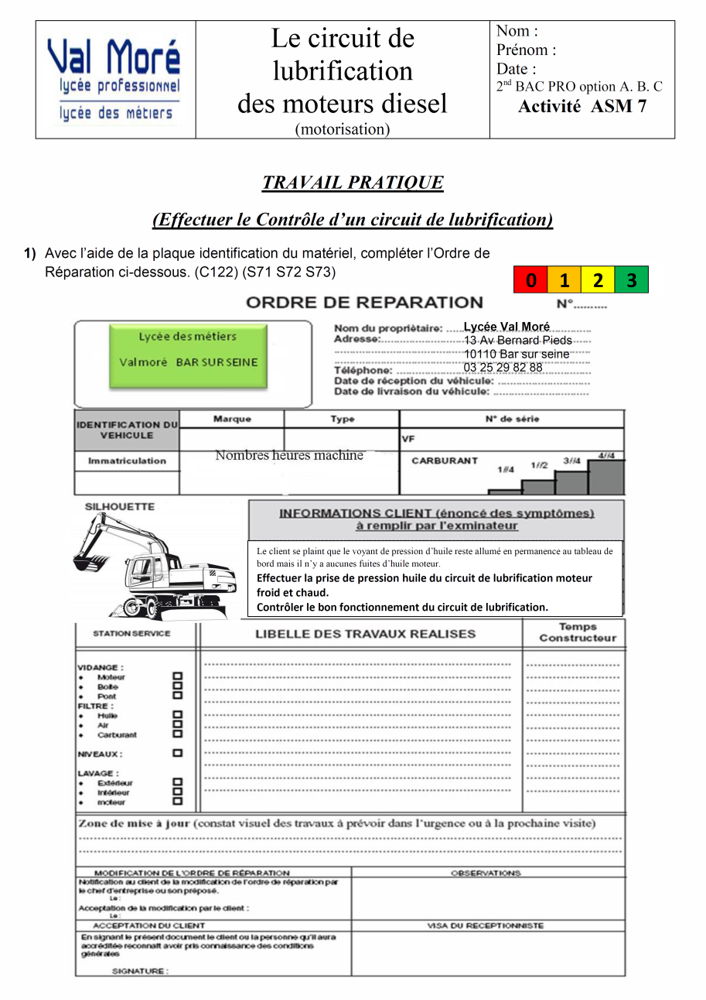 Val Moré
lycée professionnel
lycée des métiers
Le circuit de
lubrification
des moteurs diesel
(motorisation)
Nom :
Prénom :
Date :
2nd BAC PRO option A. B. C
Activité ASM 7
TRAVAIL PRATIQUE
(Effectuer le Contrôle d'un circuit de lubrification)
1) Avec l'aide de la plaque identification du matériel, compléter l'Ordre de
Réparation ci-dessous. (C122) (S71 S72 S73)
0 1 2 3
ORDRE DE REPARATION N°..........
Lycée des métiers
Valmoré BAR SUR SEINE
Nom du propriètaire: Lycée Val Moré
Adresse: 13 Av Bernard Pieds
10110 Bar sur seine
Téléphone: 03 25 29 82 88
Date de réception du véhicule:
Date de livraison du véhicule:
IDENTIFICATION DU
VEHICULE
Marque
Type
N° de série
VF
Immatriculation
Nombres heures machine
CARBURANT
1//4 1//2 3//4 4//4
SILHOUETTE
INFORMATIONS CLIENT (énoncé des symptômes)
à remplir par l'exminateur
Le client se plaint que le voyant de pression d'huile reste allumé en permanence au tableau de
bord mais il n'y a aucunes fuites d'huile moteur.
Effectuer la prise de pression huile du circuit de lubrification moteur
froid et chaud.
Contrôler le bon fonctionnement du circuit de lubrification.
STATION SERVICE
LIBELLE DES TRAVAUX REALISES
Temps
Constructeur
VIDANGE :
• Moteur
• Boîte
• Pont
FILTRE :
• Huile
• Air
• Carburant
NIVEAUX :
LAVAGE :
• Extérieur
• Intérieur
• moteur
Zone de mise à jour (constat visuel des travaux à prévoir dans l'urgence ou à la prochaine visite)
MODIFICATION DE L'ORDRE DE RÉPARATION
Notification au client de la modification de l'ordre de réparation par
le chef d'entreprise ou son préposé.
Le :
Acceptation de la modification par le client :
Le :
OBSERVATIONS
ACCEPTATION DU CLIENT
En signant le présent document le client ou la personne qu'il aura
accréditée reconnaît avoir pris connaissance des conditions
générales
SIGNATURE :
VISA DU RECEPTIONNISTE